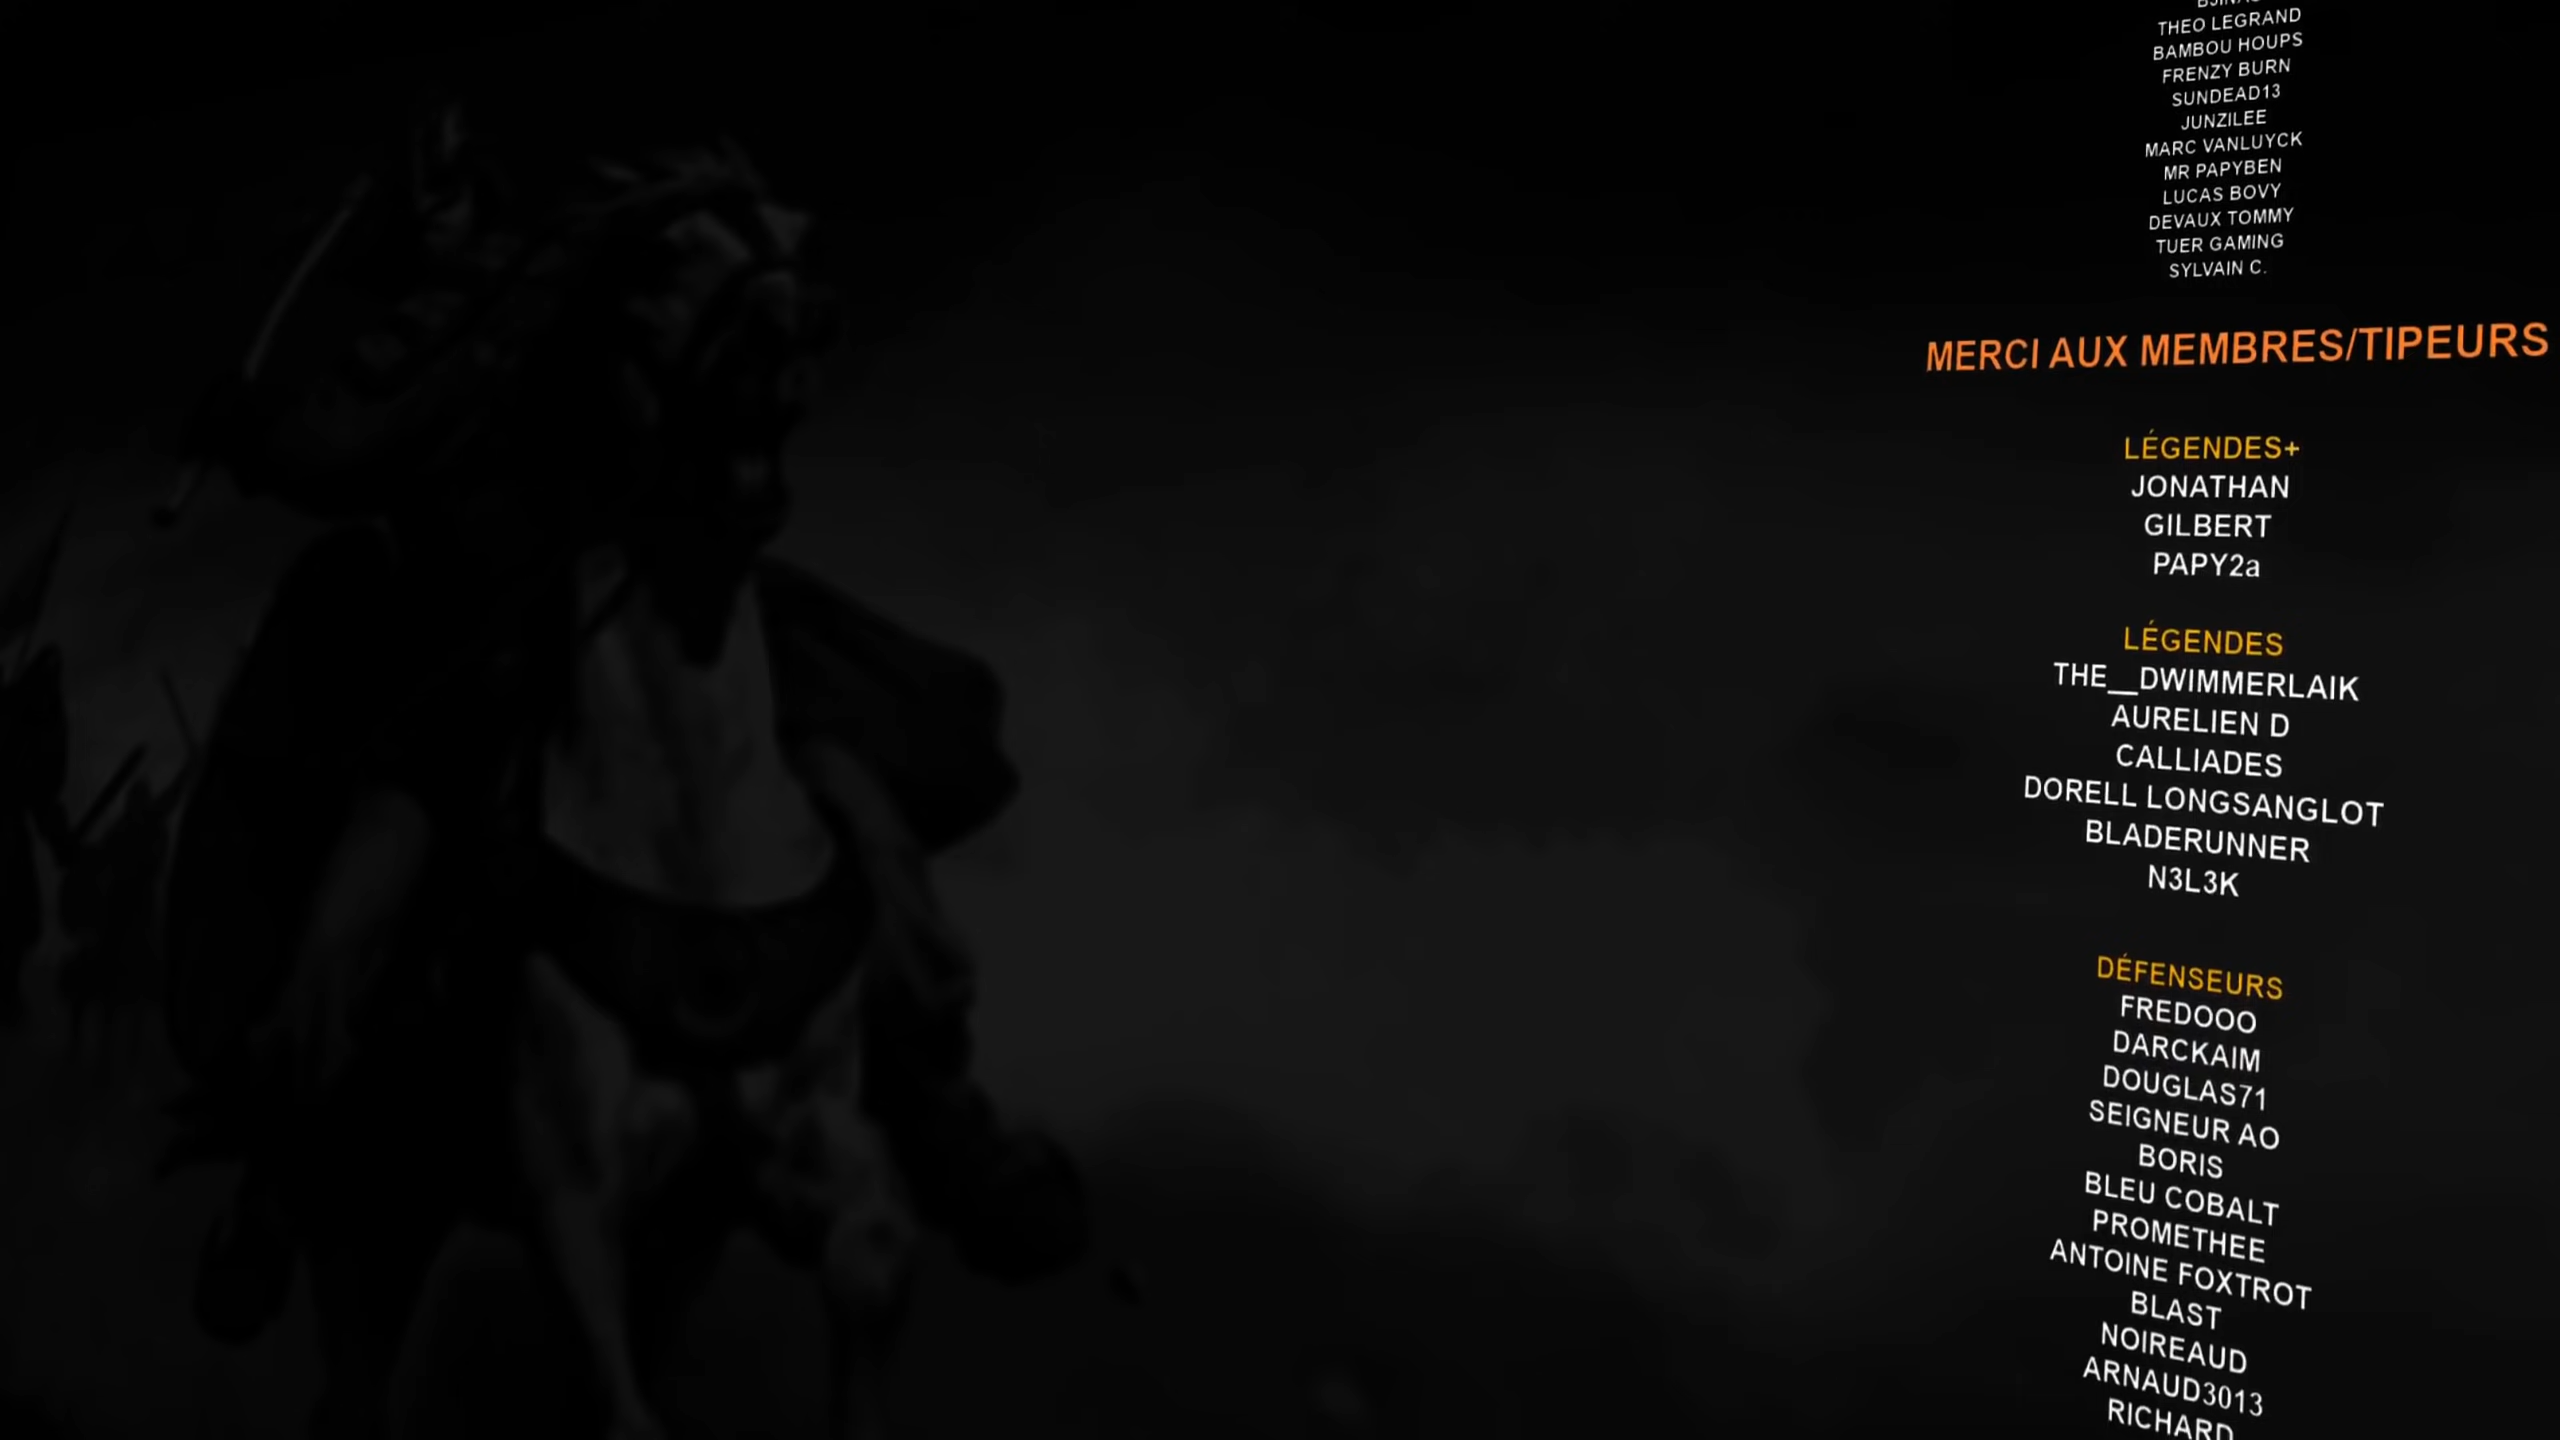 THEO LEGRAND
BAMBOU HOUPS
FRENZY BURN
SUNDEAD13
JUNZILEE
MARC VANLUYCK
MR PAPYBEN
LUCAS BOVY
DEVAUX TOMMY
TUER GAMING
SYLVAIN C.
MERCI AUX MEMBRES/TIPEURS
LÉGENDES+
JONATHAN
GILBERT
PAPY2a
LÉGENDES
THE__DWIMMERLAIK
AURELIEN D
CALLIADES
DORELL LONGSANGLOT
BLADERUNNER
N3L3K
DÉFENSEURS
FREDOOO
DARCKAIM
DOUGLAS71
SEIGNEUR AO
BORIS
BLEU COBALT
PROMETHEE
ANTOINE FOXTROT
BLAST
NOIREAUD
ARNAUD3013
RICHARD